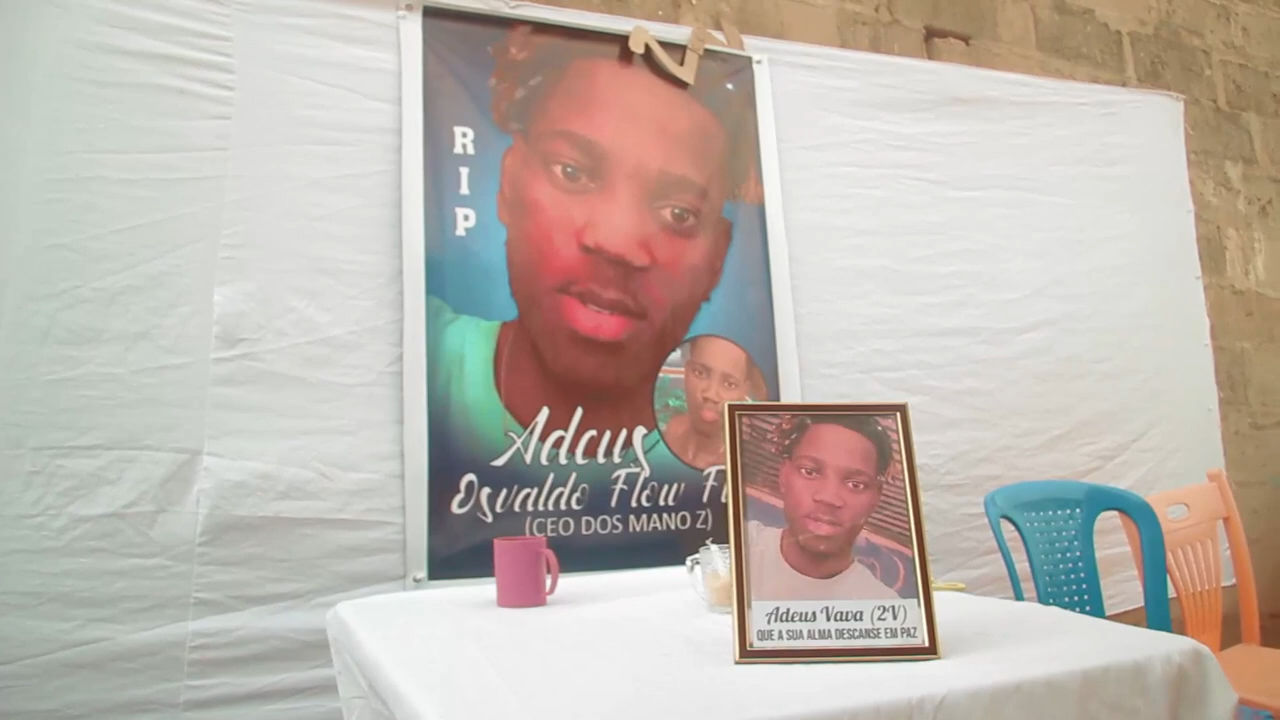 RIP
Adeus
Osvaldo Flow
(CEO DOS MANO Z)
Adeus Vava (2V)
QUE A SUA ALMA DESCANSE EM PAZ